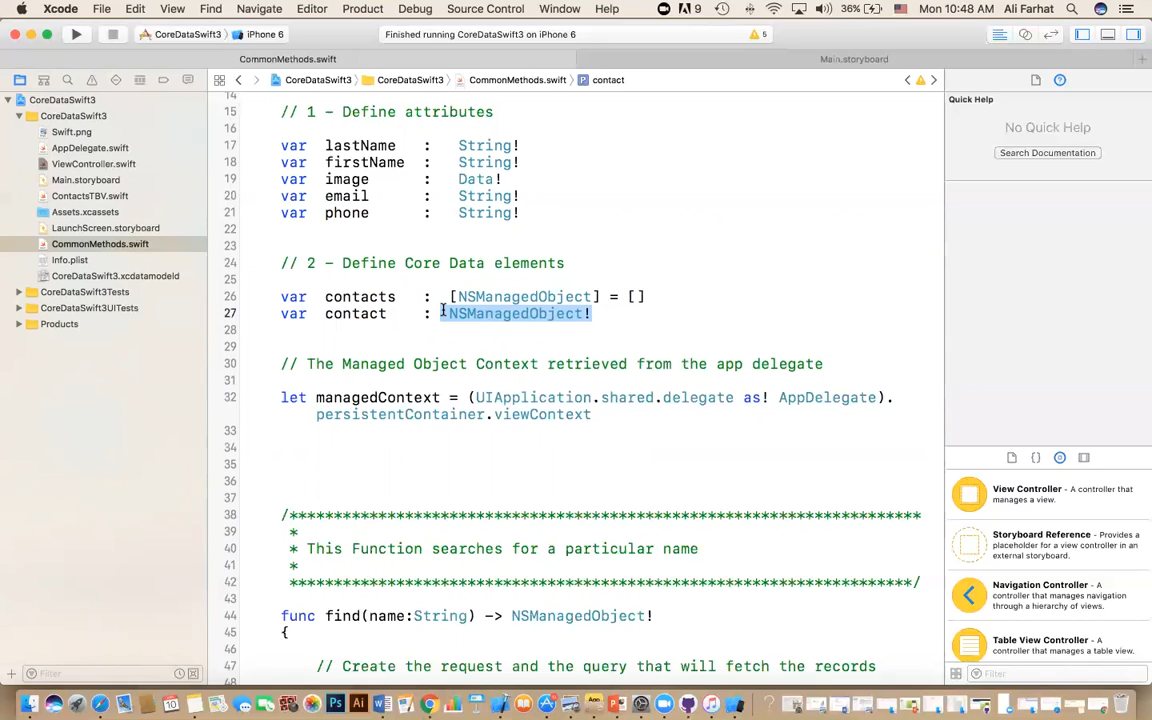 Xcode File Edit View Find Navigate Editor Product Debug Source Control Window Help 9 36% Mon 10:48 AM Ali Farhat
CoreDataSwift3 iPhone 6 Finished running CoreDataSwift3 on iPhone 6 5
CommonMethods.swift Main.storyboard
CoreDataSwift3 CoreDataSwift3 CommonMethods.swift contact
CoreDataSwift3
CoreDataSwift3
Swift.png
AppDelegate.swift
ViewController.swift
Main.storyboard
ContactsTBV.swift
Assets.xcassets
LaunchScreen.storyboard
CommonMethods.swift
Info.plist
CoreDataSwift3.xcdatamodeld
CoreDataSwift3Tests
CoreDataSwift3UITests
Products
Filter
14
15 // 1 - Define attributes
16
17 var lastName : String!
18 var firstName : String!
19 var image : Data!
20 var email : String!
21 var phone : String!
22
23
24 // 2 - Define Core Data elements
25
26 var contacts : [NSManagedObject] = []
27 var contact : NSManagedObject!
28
29
30 // The Managed Object Context retrieved from the app delegate
31
32 let managedContext = (UIApplication.shared.delegate as! AppDelegate).
persistentContainer.viewContext
33
34
35
36
37
38 /*************************************************************************
39 *
40 * This Function searches for a particular name
41 *
42 *************************************************************************/
43
44 func find(name:String) -> NSManagedObject!
45 {
46
47 // Create the request and the query that will fetch the records
Quick Help
No Quick Help
Search Documentation
View Controller - A controller that
manages a view.
Storyboard Reference - Provides a
placeholder for a view controller in an
external storyboard.
Navigation Controller - A
controller that manages navigation
through a hierarchy of views.
Table View Controller - A
controller that manages a table view.
Filter